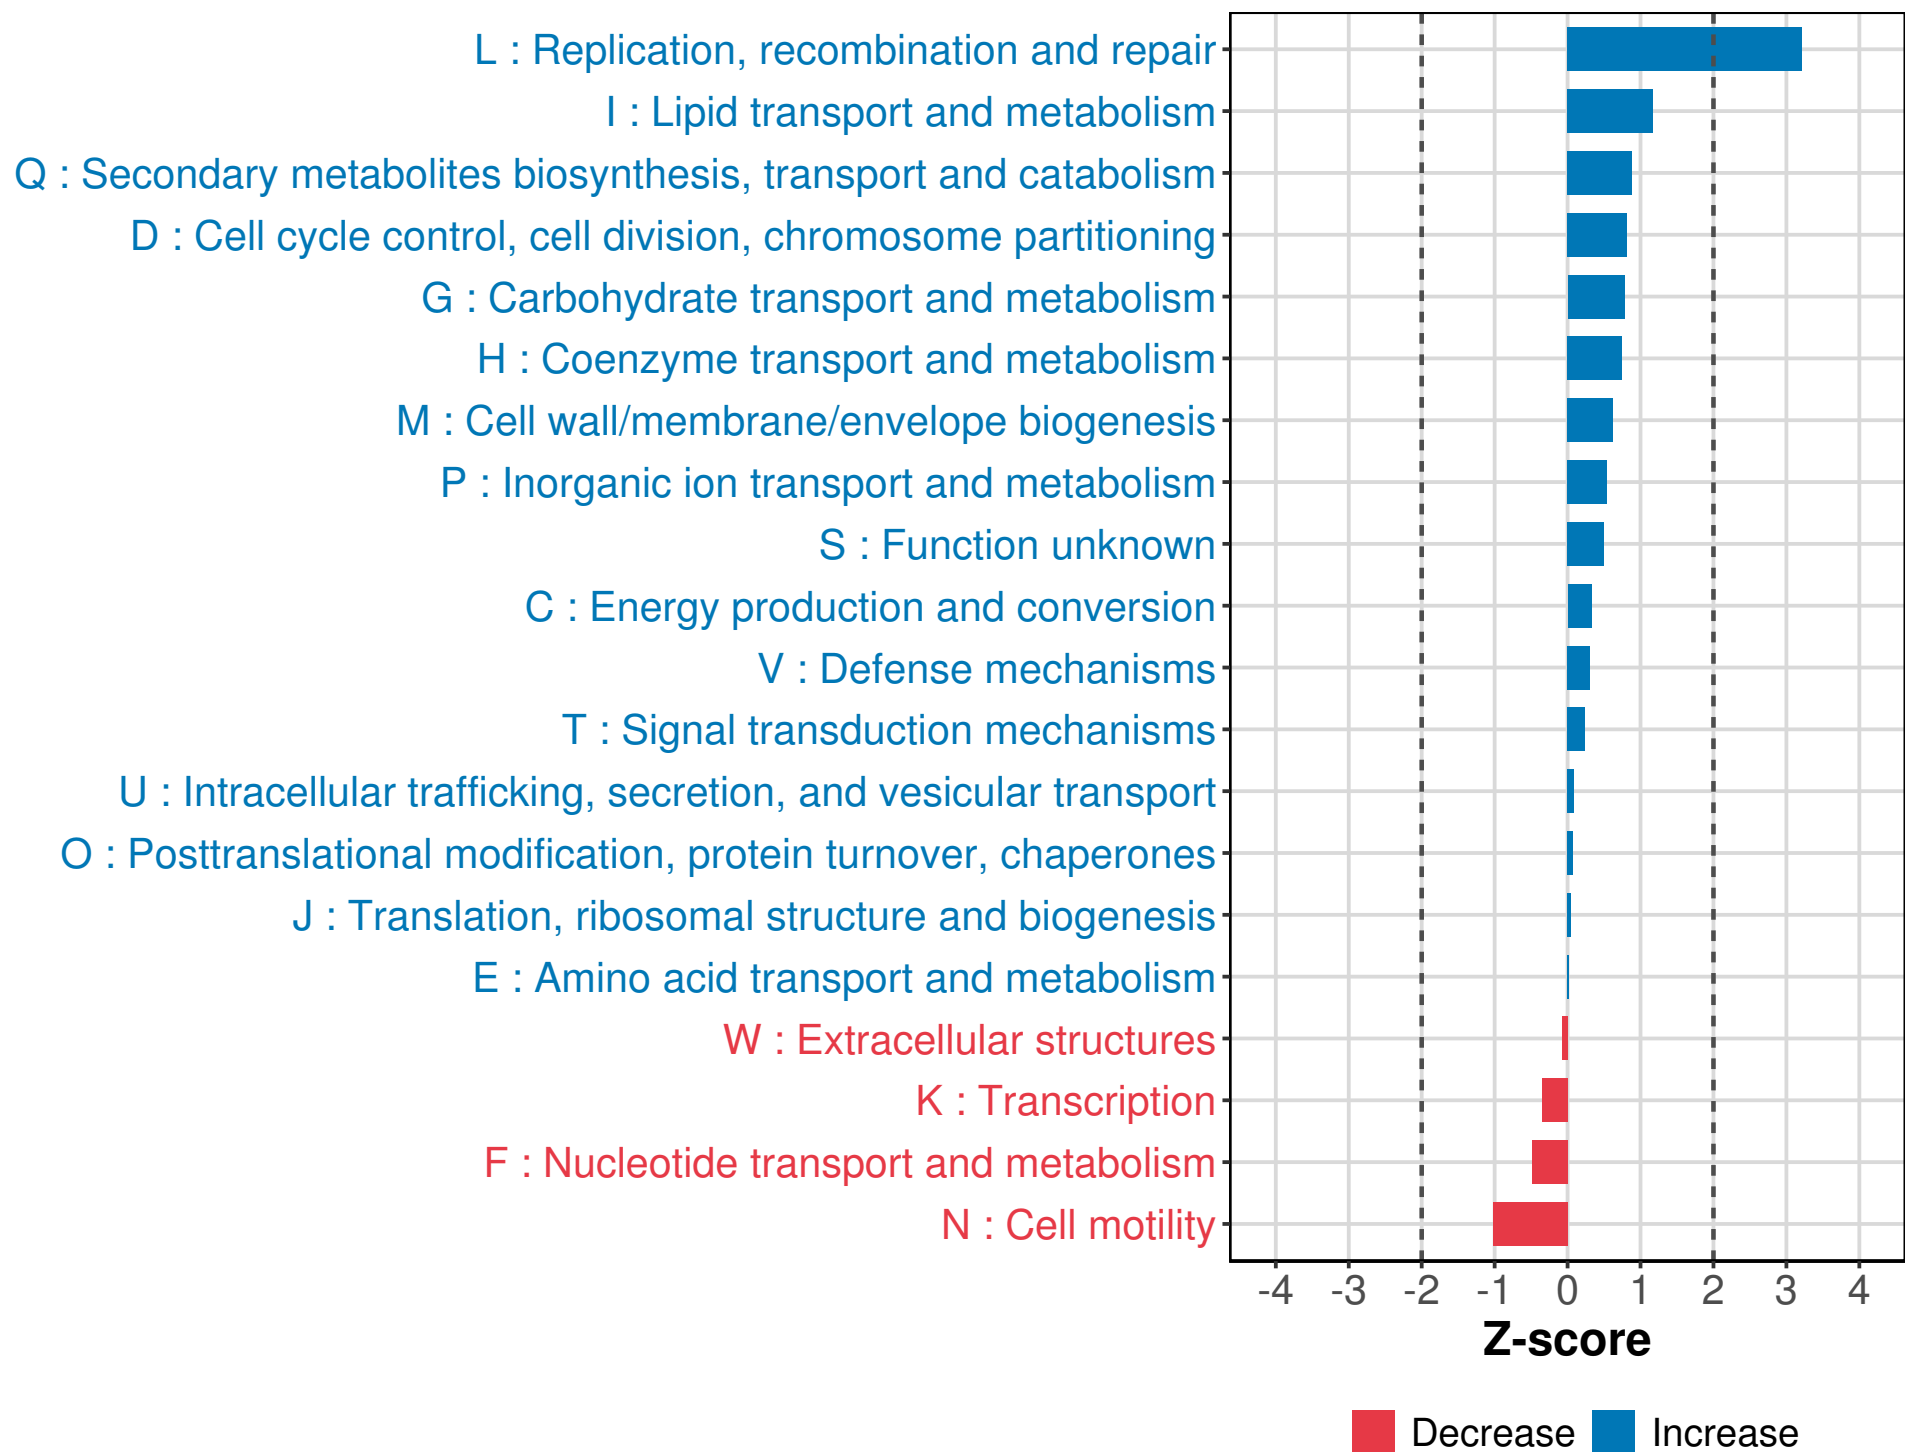 L : Replication, recombination and repair
I : Lipid transport and metabolism
Q : Secondary metabolites biosynthesis, transport and catabolism
D : Cell cycle control, cell division, chromosome partitioning
G : Carbohydrate transport and metabolism
H : Coenzyme transport and metabolism
M : Cell wall/membrane/envelope biogenesis
P : Inorganic ion transport and metabolism
S : Function unknown
C : Energy production and conversion
V : Defense mechanisms
T : Signal transduction mechanisms
U : Intracellular trafficking, secretion, and vesicular transport
O : Posttranslational modification, protein turnover, chaperones
J : Translation, ribosomal structure and biogenesis
E : Amino acid transport and metabolism
W : Extracellular structures
K : Transcription
F : Nucleotide transport and metabolism
N : Cell motility
-4 -3 -2 -1 0 1 2 3 4
Z-score
Decrease Increase